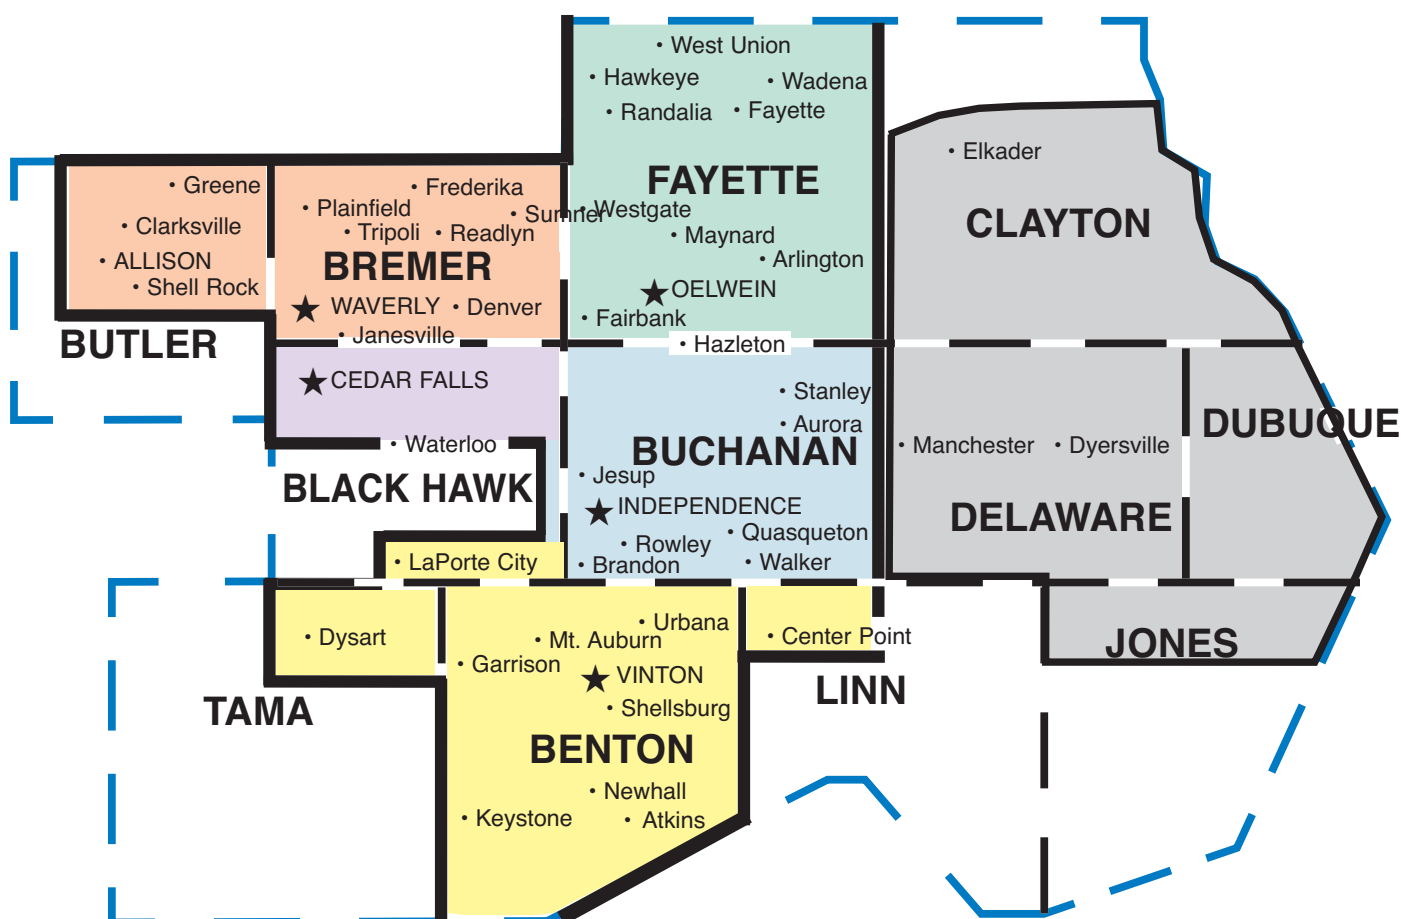 • West Union
• Hawkeye
• Wadena
• Randalia
• Fayette
FAYETTE
• Elkader
• Greene
• Frederika
• Plainfield
• Sumner
• Westgate
CLAYTON
• Clarksville
• Tripoli
• Readlyn
• Maynard
• ALLISON
BREMER
• Arlington
• Shell Rock
★ OELWEIN
★ WAVERLY
• Denver
• Fairbank
BUTLER
• Janesville
• Hazleton
★ CEDAR FALLS
• Stanley
• Aurora
DUBUQUE
• Waterloo
BUCHANAN
• Manchester
• Dyersville
BLACK HAWK
• Jesup
★ INDEPENDENCE
DELAWARE
• Quasqueton
• Rowley
• LaPorte City
• Brandon
• Walker
• Dysart
• Urbana
• Mt. Auburn
• Center Point
JONES
• Garrison
★ VINTON
LINN
TAMA
• Shellsburg
BENTON
• Newhall
• Keystone
• Atkins